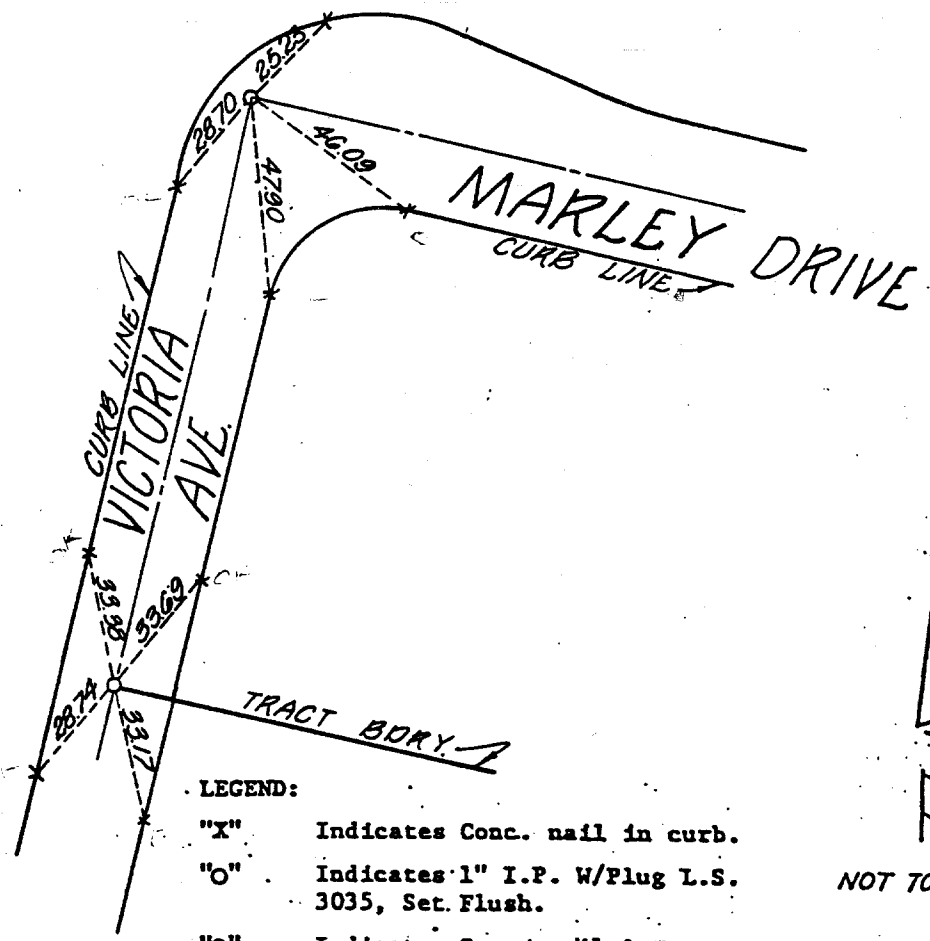 25.25
28.70
46.09
47.90
MARLEY DRIVE
CURB LINE
CURB LINE
VICTORIA
AVE.
33.38
33.69
28.74
33.17
TRACT BDRY.
LEGEND:
"X" Indicates Conc. nail in curb.
"O" Indicates 1" I.P. W/Plug L.S.
3035, Set Flush.
NOT TO